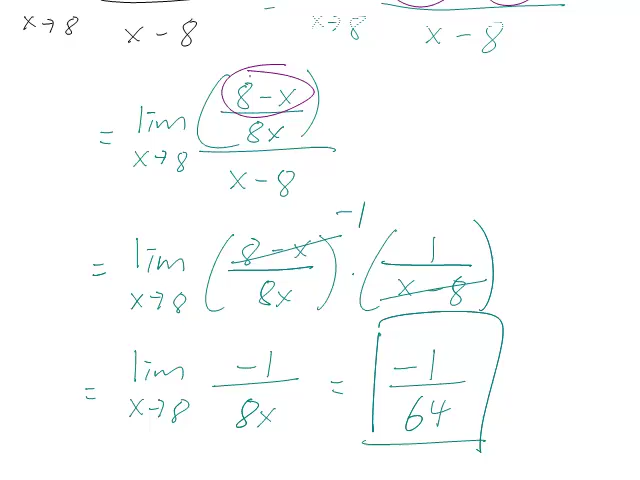 x→8 x - 8 = x→8 x - 8
= lim x→8 ((8 - x)/(8x))/(x - 8)
= lim x→8 ((8 - x)/(8x)) -1 · (1/(x - 8))
= lim x→8 -1/(8x) = -1/64